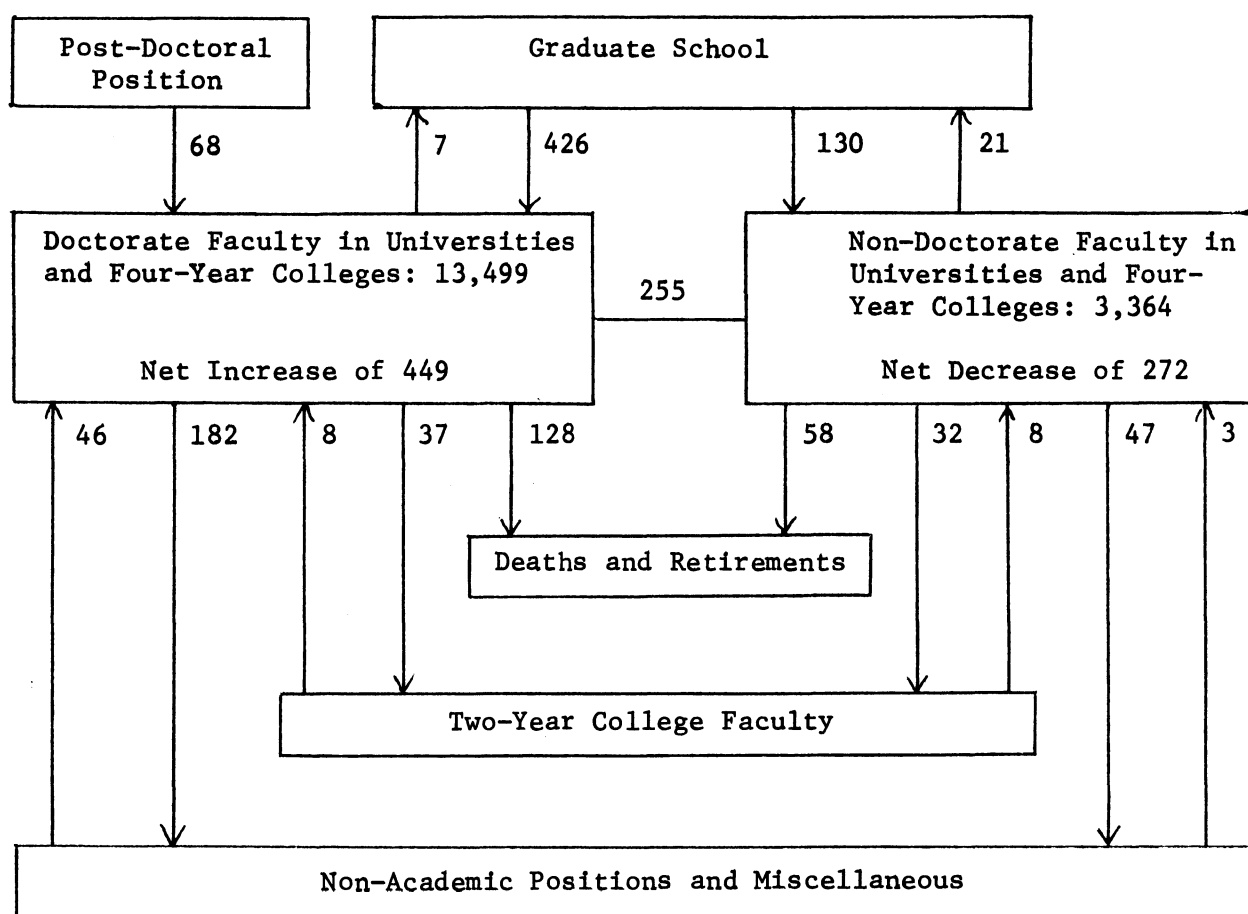 Post-Doctoral
Position
Graduate School
68
7
426
130
21
Doctorate Faculty in Universities
and Four-Year Colleges: 13,499
Net Increase of 449
255
Non-Doctorate Faculty in
Universities and Four-
Year Colleges: 3,364
Net Decrease of 272
46
182
8
37
128
58
32
8
47
3
Deaths and Retirements
Two-Year College Faculty
Non-Academic Positions and Miscellaneous